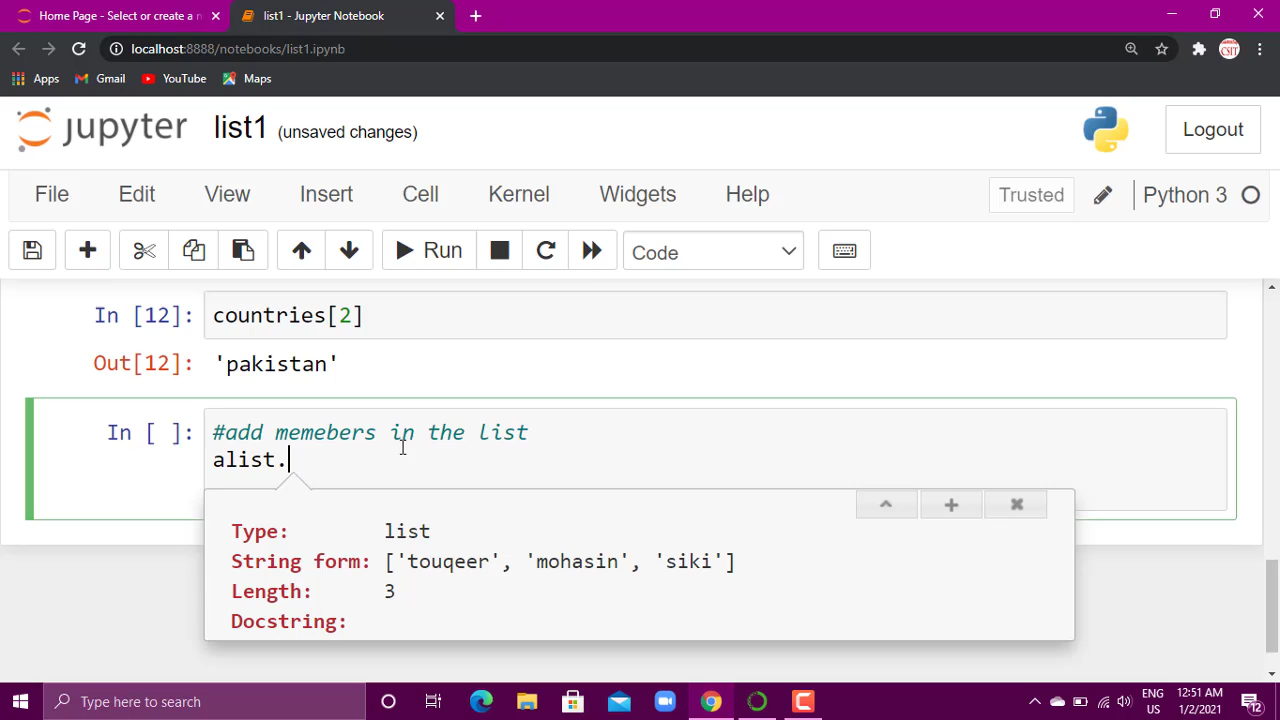 Home Page - Select or create a n
list1 - Jupyter Notebook
localhost:8888/notebooks/list1.ipynb
Apps
Gmail
YouTube
Maps
CSIT
jupyter list1 (unsaved changes)
Logout
File Edit View Insert Cell Kernel Widgets Help
Trusted
Python 3
Run
Code
In [12]: countries[2]
Out[12]: 'pakistan'
In [ ]: #add memebers in the list
alist.
Type: list
String form: ['touqeer', 'mohasin', 'siki']
Length: 3
Docstring:
Type here to search
ENG
US
12:51 AM
1/2/2021
12